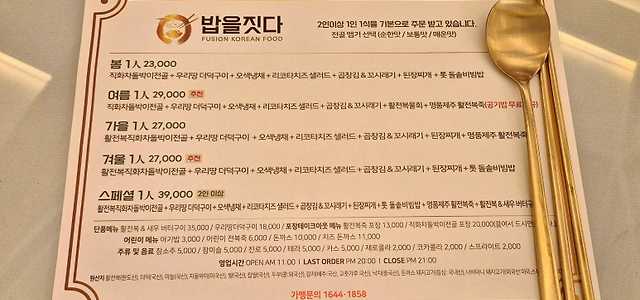 밥을짓다
FUSION KOREAN FOOD
2인이상 1인 1식을 기본으로 주문 받고 있습니다.
전골 맵기 선택 (순한맛 / 보통맛 / 매운맛)
봄 1人 23,000
직화차돌박이전골 + 우리땅 더덕구이 + 오색냉채 + 리코타치즈 샐러드 + 곱창김 & 꼬시래기 + 된장찌개 + 톳 돌솥비빔밥
여름 1人 29,000 추천
직화차돌박이전골 + 우리땅 더덕구이 + 오색냉채 + 리코타치즈 샐러드 + 곱창김 & 꼬시래기 + 활전복물회 + 명품제주 활전복죽(공기밥 무료
가을 1人 27,000
활전복직화차돌박이전골 + 우리땅 더덕구이 + 오색냉채 + 리코타치즈 샐러드 + 곱창김 & 꼬시래기 + 된장찌개 + 명품제주 활전복죽
겨울 1人 27,000 추천
활전복직화차돌박이전골 + 우리땅 더덕구이 + 오색냉채 + 리코타치즈 샐러드 + 곱창김 & 꼬시래기 + 된장찌개 + 톳 돌솥비빔밥
스페셜 1人 39,000 2인 이상
활전복직화차돌박이전골 + 우리땅 더덕구이 + 오색냉채 + 리코타치즈 샐러드 + 곱창김 & 꼬시래기 + 된장찌개 + 톳 돌솥비빔밥 + 명품제주 활전복죽 + 활전복 & 새우 버터구이
단품메뉴 활전복 & 새우 버터구이 35,000 / 우리땅더덕구이 18,000 / 포장테이크아웃 메뉴 활전복죽 포장 13,000 / 직화차돌박이전골 포장 20,000
어린이 메뉴 아기밥 3,000 / 어린이 전복죽 6,000 / 돈까스 10,000 / 치즈 돈까스 11,000
주류 및 음료 잠소주 5,000 / 참이슬 5,000 / 진로 5,000 / 테라 5,000 / 카스 5,000 / 제로콜라 2,000 / 코카콜라 2,000 / 스프라이트 2,000
영업시간 OPEN AM 11:00 | LAST ORDER PM 20:00 | CLOSE PM 21:00
원산지
가맹문의 1644-1858